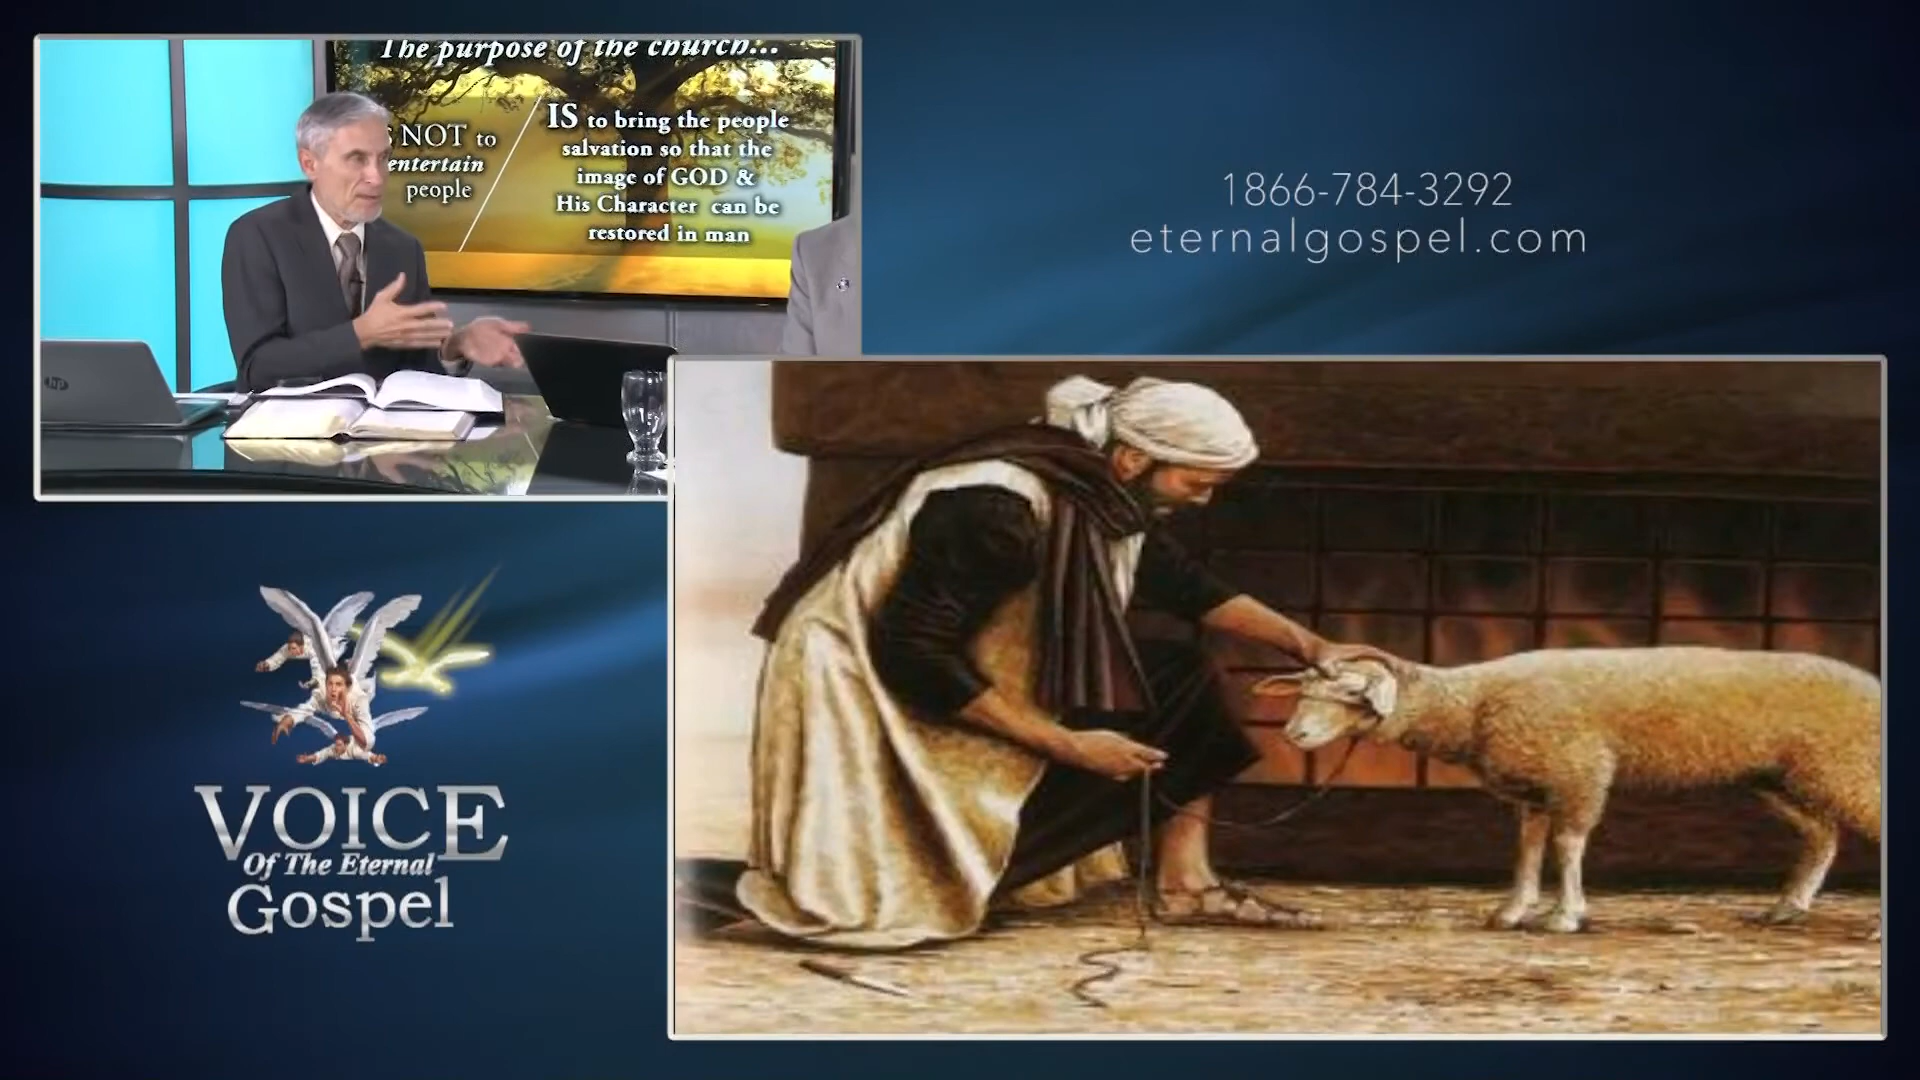 The purpose of the church...
NOT to
entertain
people
IS to bring the people
salvation so that the
image of GOD &
His Character can be
restored in man
hp
1866-784-3292
eternalgospel.com
VOICE
Of The Eternal
Gospel